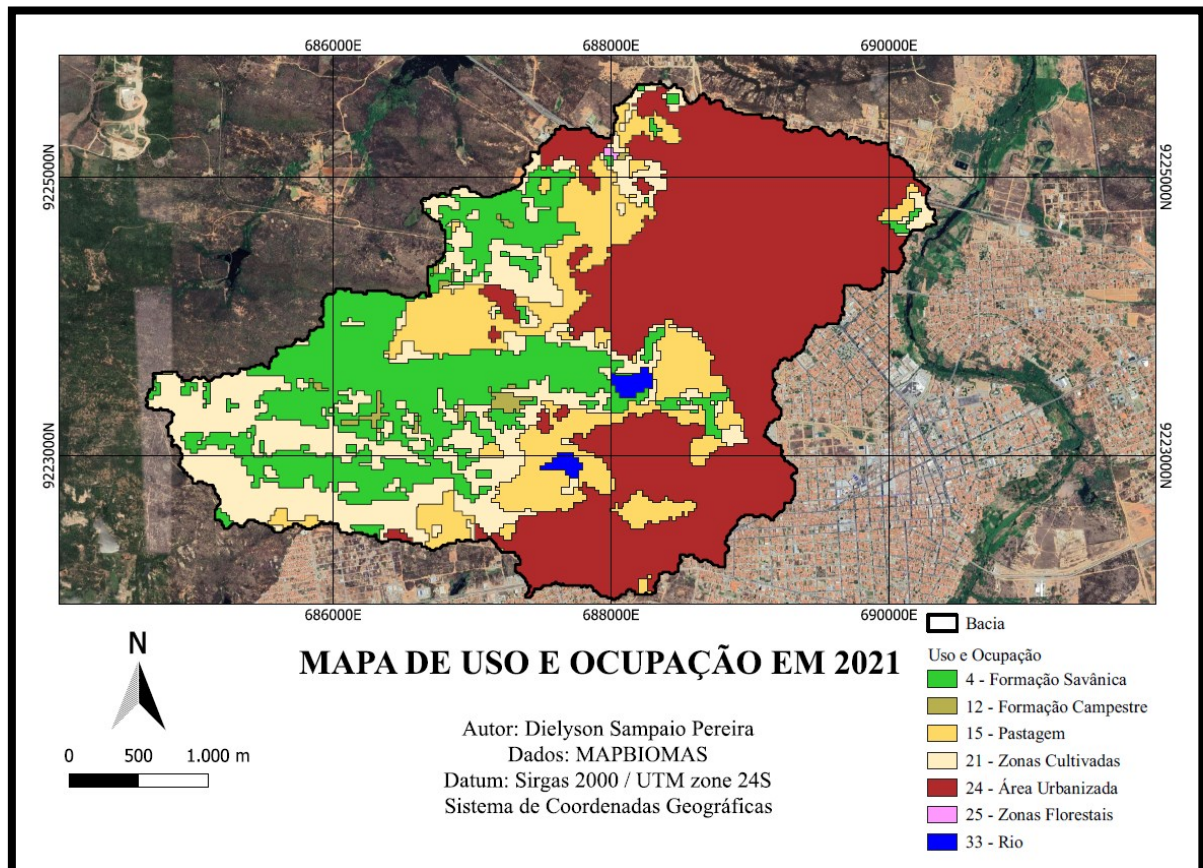 686000E
688000E
690000E
9225000N
9225000N
9223000N
9223000N
686000E
688000E
690000E
N
0 500 1.000 m
MAPA DE USO E OCUPAÇÃO EM 2021
Autor: Dielyson Sampaio Pereira
Dados: MAPBIOMAS
Datum: Sirgas 2000 / UTM zone 24S
Sistema de Coordenadas Geográficas
Bacia
Uso e Ocupação
4 - Formação Savânica
12 - Formação Campestre
15 - Pastagem
21 - Zonas Cultivadas
24 - Área Urbanizada
25 - Zonas Florestais
33 - Rio